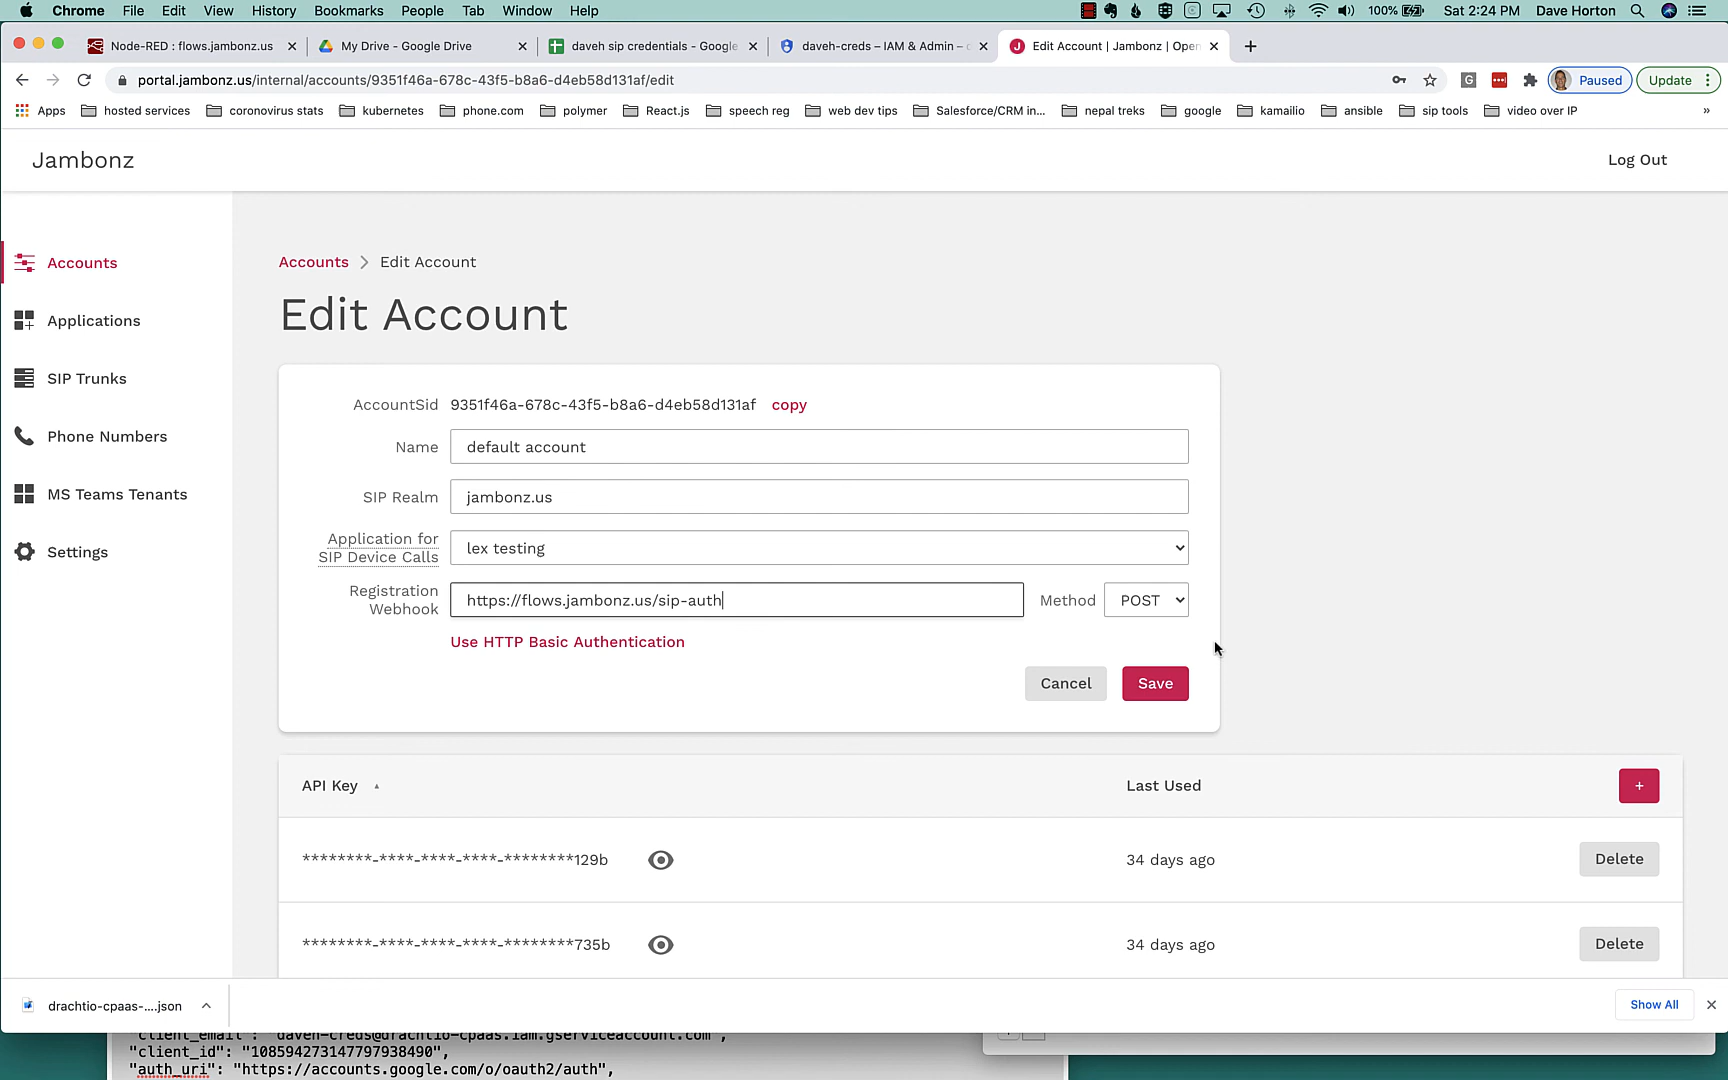 Chrome File Edit View History Bookmarks People Tab Window Help 100% Sat 2:24 PM Dave Horton
Node-RED : flows.jambonz.us My Drive - Google Drive daveh sip credentials - Google daveh-creds – IAM & Admin – Edit Account | Jambonz | Open
portal.jambonz.us/internal/accounts/9351f46a-678c-43f5-b8a6-d4eb58d131af/edit Paused Update
Apps hosted services coronovirus stats kubernetes phone.com polymer React.js speech reg web dev tips Salesforce/CRM in... nepal treks google kamailio ansible sip tools video over IP »
Jambonz
Log Out
Accounts
Applications
SIP Trunks
Phone Numbers
MS Teams Tenants
Settings
Accounts Edit Account
Edit Account
AccountSid 9351f46a-678c-43f5-b8a6-d4eb58d131af copy
Name default account
SIP Realm jambonz.us
Application for
SIP Device Calls lex testing
Registration
Webhook https://flows.jambonz.us/sip-auth Method POST
Use HTTP Basic Authentication
Cancel Save
API Key Last Used +
********-****-****-****-********129b 34 days ago Delete
********-****-****-****-********735b 34 days ago Delete
drachtio-cpaas-....json Show All
"client_email": "daveh-creds@drachtio-cpaas.iam.gserviceaccount.com",
"client_id": "108594273147797938490",
"auth_uri": "https://accounts.google.com/o/oauth2/auth",